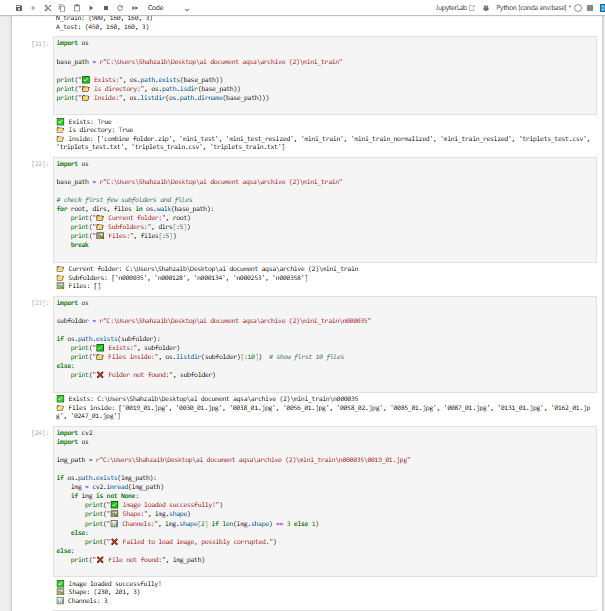 Code
JupyterLab
Python [conda env:base] *
N_train: (900, 160, 160, 3)
A_test: (450, 160, 160, 3)
[21]:
import os
base_path = r"C:\Users\Shahzaib\Desktop\ai document aqsa\archive (2)\mini_train"
print("✅ Exists:", os.path.exists(base_path))
print("📂 Is directory:", os.path.isdir(base_path))
print("📂 Inside:", os.listdir(os.path.dirname(base_path)))
✅ Exists: True
📂 Is directory: True
📂 Inside: ['combine folder.zip', 'mini_test', 'mini_test_resized', 'mini_train', 'mini_train_normalized', 'mini_train_resized', 'triplets_test.csv',
'triplets_test.txt', 'triplets_train.csv', 'triplets_train.txt']
[22]:
import os
base_path = r"C:\Users\Shahzaib\Desktop\ai document aqsa\archive (2)\mini_train"
# check first few subfolders and files
for root, dirs, files in os.walk(base_path):
print("📂 Current folder:", root)
print("📂 Subfolders:", dirs[:5])
print("🖼 Files:", files[:5])
break
📂 Current folder: C:\Users\Shahzaib\Desktop\ai document aqsa\archive (2)\mini_train
📂 Subfolders: ['n000035', 'n000128', 'n000134', 'n000253', 'n000358']
🖼 Files: []
[23]:
import os
subfolder = r"C:\Users\Shahzaib\Desktop\ai document aqsa\archive (2)\mini_train\n000035"
if os.path.exists(subfolder):
print("✅ Exists:", subfolder)
print("📂 Files inside:", os.listdir(subfolder)[:10])  # show first 10 files
else:
print("❌ Folder not found:", subfolder)
✅ Exists: C:\Users\Shahzaib\Desktop\ai document aqsa\archive (2)\mini_train\n000035
📂 Files inside: ['0019_01.jpg', '0030_01.jpg', '0038_01.jpg', '0056_01.jpg', '0058_02.jpg', '0085_01.jpg', '0087_01.jpg', '0131_01.jpg', '0162_01.jp
g', '0247_01.jpg']
[24]:
import cv2
import os
img_path = r"C:\Users\Shahzaib\Desktop\ai document aqsa\archive (2)\mini_train\n000035\0019_01.jpg"
if os.path.exists(img_path):
img = cv2.imread(img_path)
if img is not None:
print("✅ Image loaded successfully!")
print("🖼 Shape:", img.shape)
print("📊 Channels:", img.shape[2] if len(img.shape) == 3 else 1)
else:
print("❌ Failed to load image, possibly corrupted.")
else:
print("❌ File not found:", img_path)
✅ Image loaded successfully!
🖼 Shape: (230, 201, 3)
📊 Channels: 3